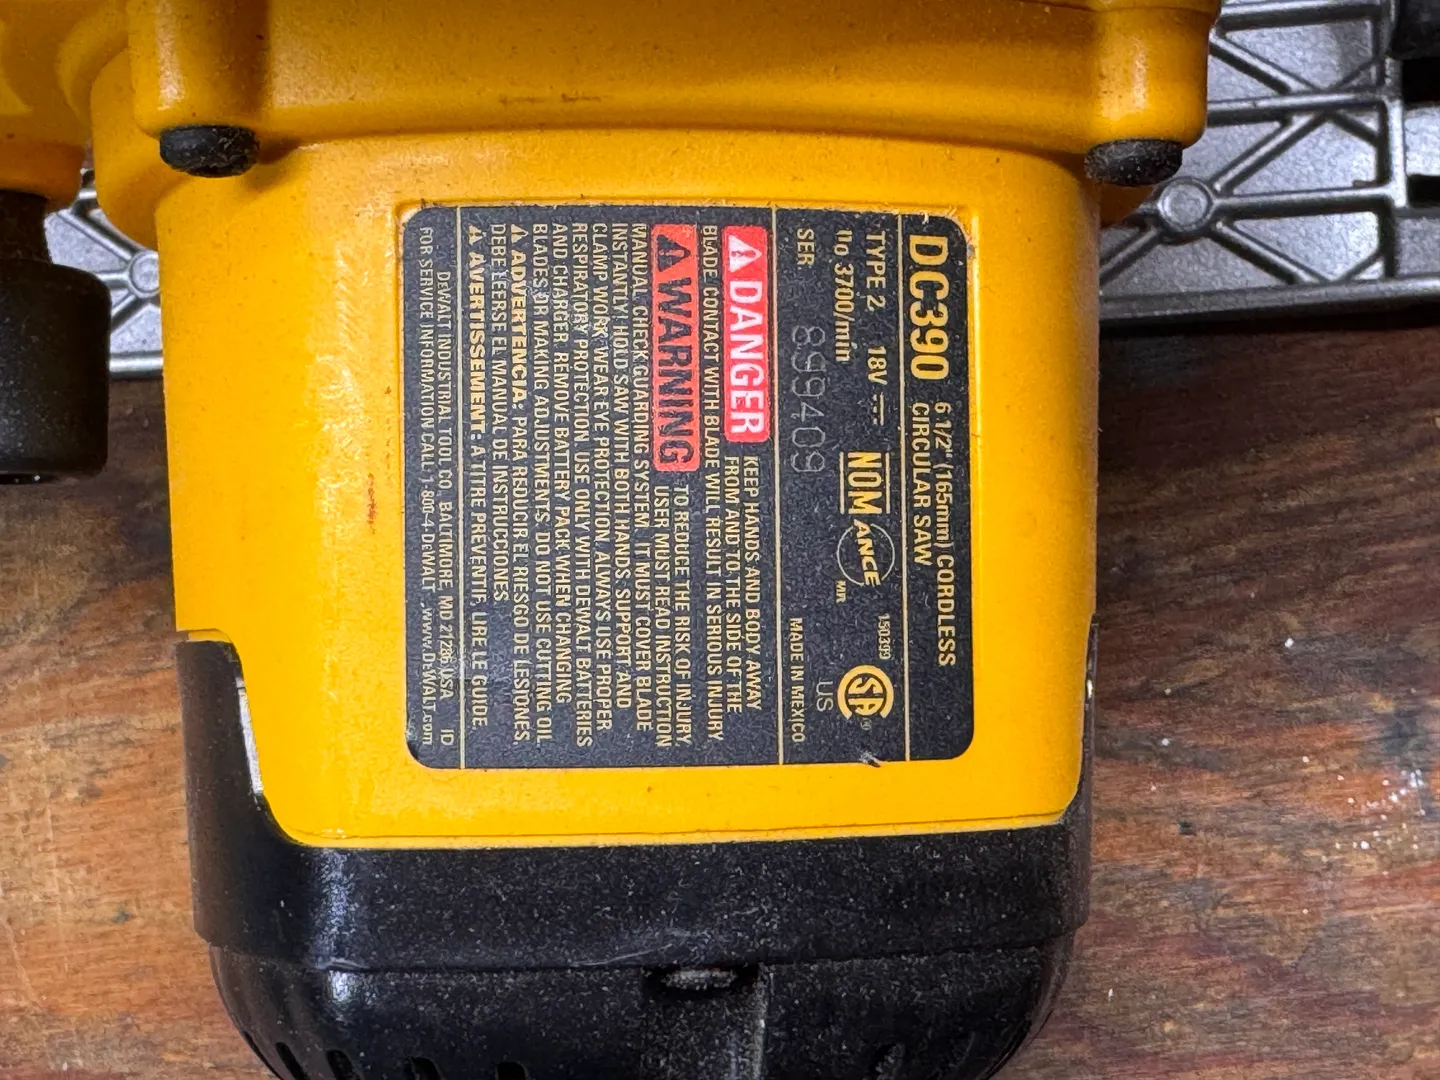 DC390 6 1/2" (165mm) CORDLESS
CIRCULAR SAW
TYPE 2 18V
n0 3700/min
NOM
ANCE
MR
150399
SA
US
SER. 899409
MADE IN MEXICO
DANGER KEEP HANDS AND BODY AWAY
FROM AND TO THE SIDE OF THE
BLADE. CONTACT WITH BLADE WILL RESULT IN SERIOUS INJURY
WARNING TO REDUCE THE RISK OF INJURY,
USER MUST READ INSTRUCTION
MANUAL. CHECK GUARDING SYSTEM. IT MUST COVER BLADE
INSTANTLY! HOLD SAW WITH BOTH HANDS. SUPPORT AND
CLAMP WORK. WEAR EYE PROTECTION. ALWAYS USE PROPER
RESPIRATORY PROTECTION. USE ONLY WITH DEWALT BATTERIES
AND CHARGER. REMOVE BATTERY PACK WHEN CHANGING
BLADES OR MAKING ADJUSTMENTS. DO NOT USE CUTTING OIL
ADVERTENCIA: PARA REDUCIR EL RIESGO DE LESIONES,
DEBE LEERSE EL MANUAL DE INSTRUCCIONES
AVERTISSEMENT: A TITRE PREVENTIF, LIRE LE GUIDE.
DEWALT INDUSTRIAL TOOL CO., BALTIMORE, MD 21286 USA ID
FOR SERVICE INFORMATION CALL: 1-800-4-DEWALT , www.DEWALT.com